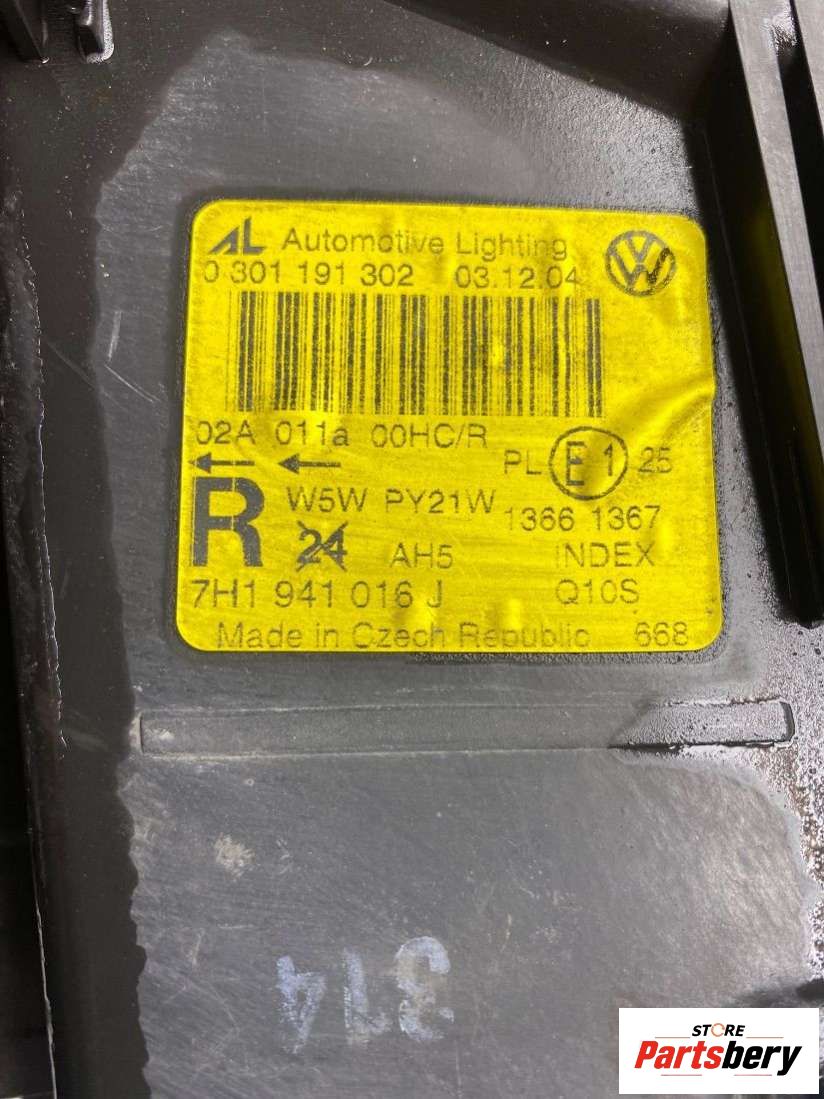 AL Automotive Lighting
0 301 191 302 03.12.04
02A 011a 00HC/R
PL E1 25
R W5W PY21W 1366 1367
24 AH5 INDEX
7H1 941 016 J Q10S
Made in Czech Republic 668
314
STORE
Partsbery